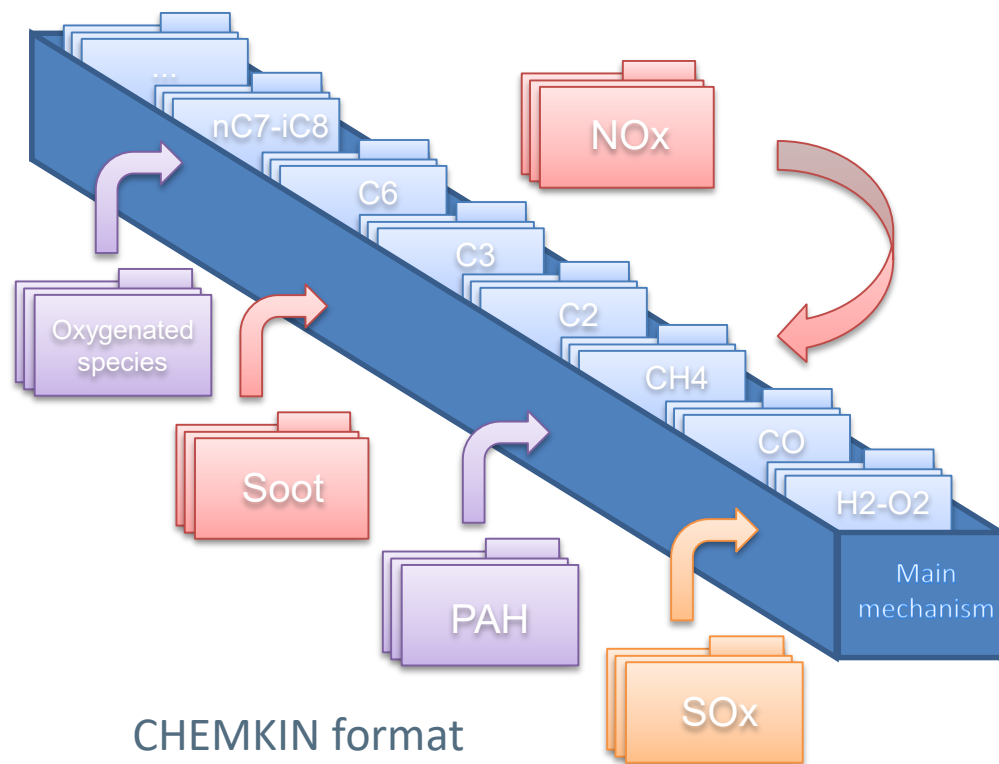 ...
nC7-iC8
NOx
C6
C3
C2
Oxygenated
species
CH4
CO
Soot
H2-O2
Main
mechanism
PAH
SOx
CHEMKIN format